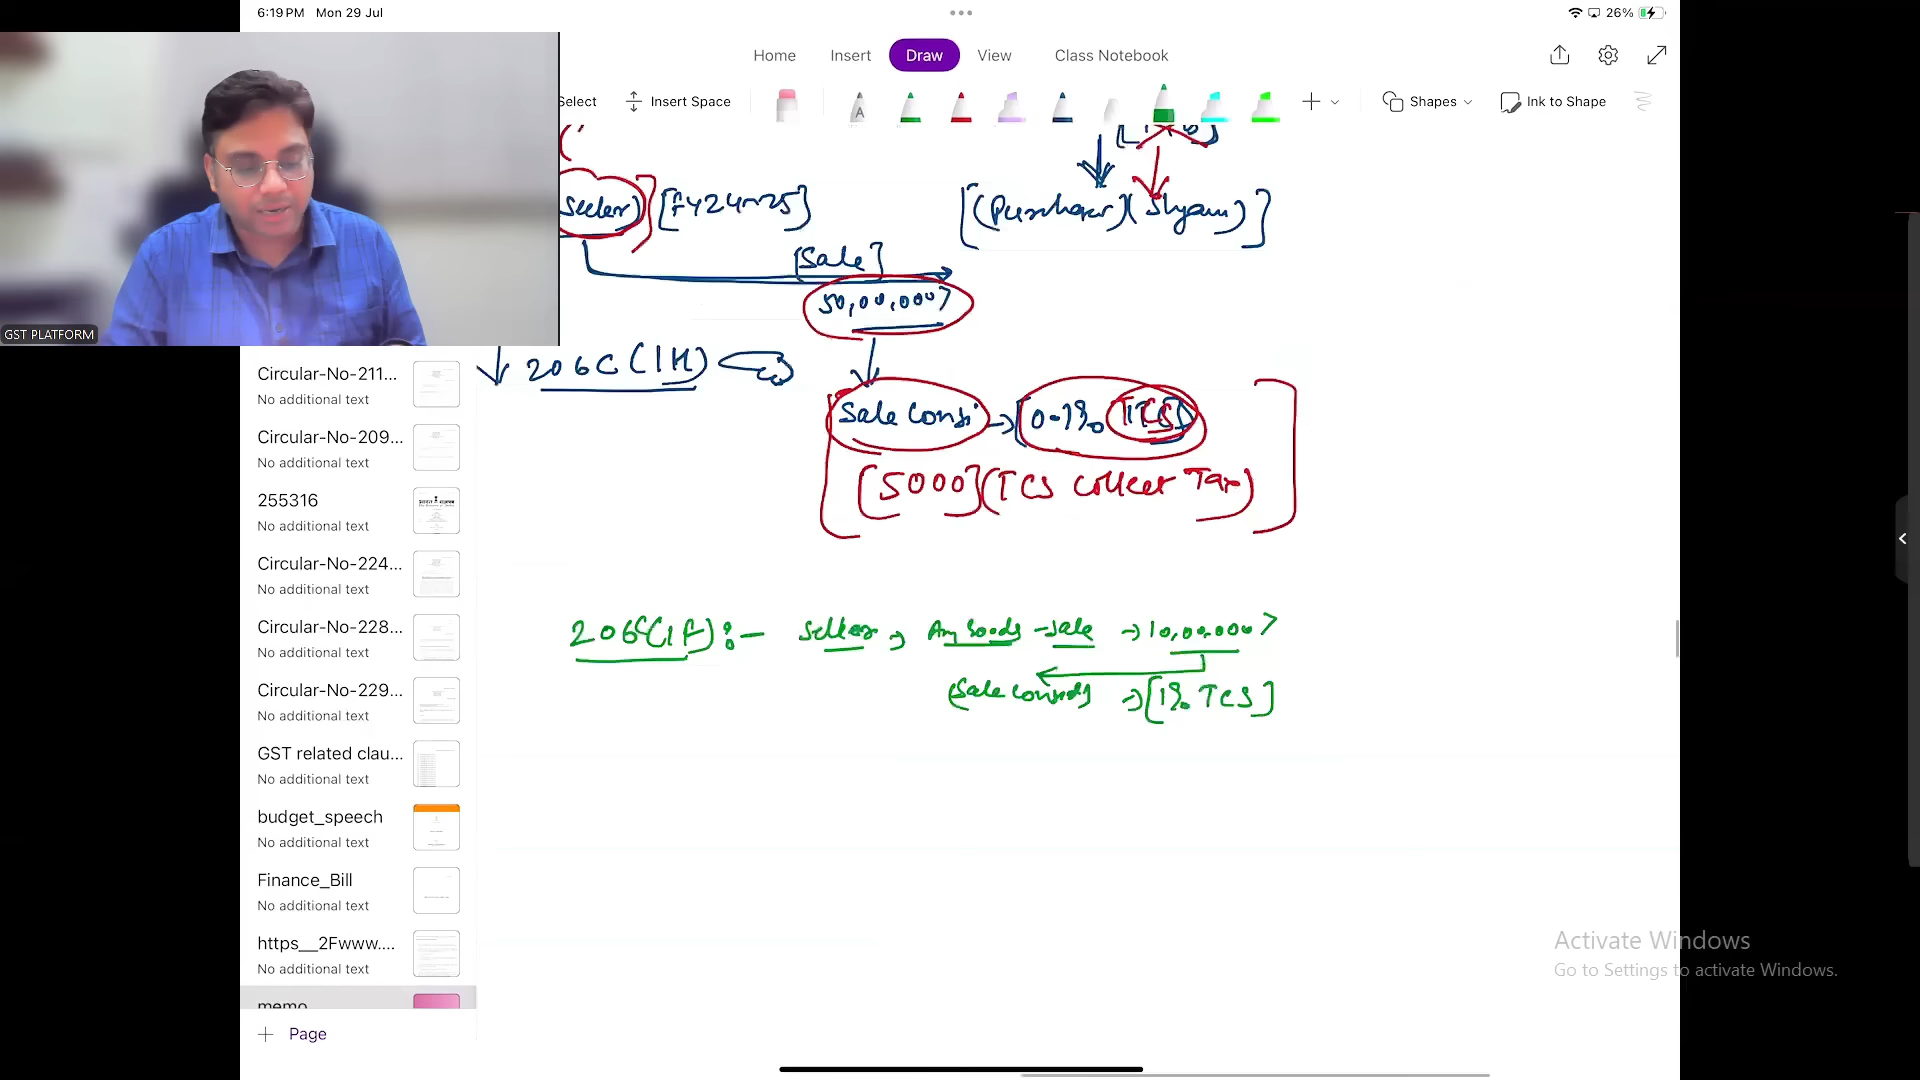 6:19 PM Mon 29 Jul
26%
Home Insert Draw View Class Notebook
Select Insert Space A Shapes Ink to Shape
Seller) [FY24-25]
[(Purchaser)(Shyam)]
[Sale]
50,00,000>
206C(1H)
Sale Consi → [0.1% TCS]
[5000](TCS Collect Tax)
206C(1F):- Seller, Any Goods - Sale → 10,00,000>
→ [1% TCS]
GST PLATFORM
Circular-No-211...
No additional text
Circular-No-209...
No additional text
255316
No additional text
Circular-No-224...
No additional text
Circular-No-228...
No additional text
Circular-No-229...
No additional text
GST related clau...
No additional text
budget_speech
No additional text
Finance_Bill
No additional text
https__2Fwww....
No additional text
memo
+ Page
Activate Windows
Go to Settings to activate Windows.